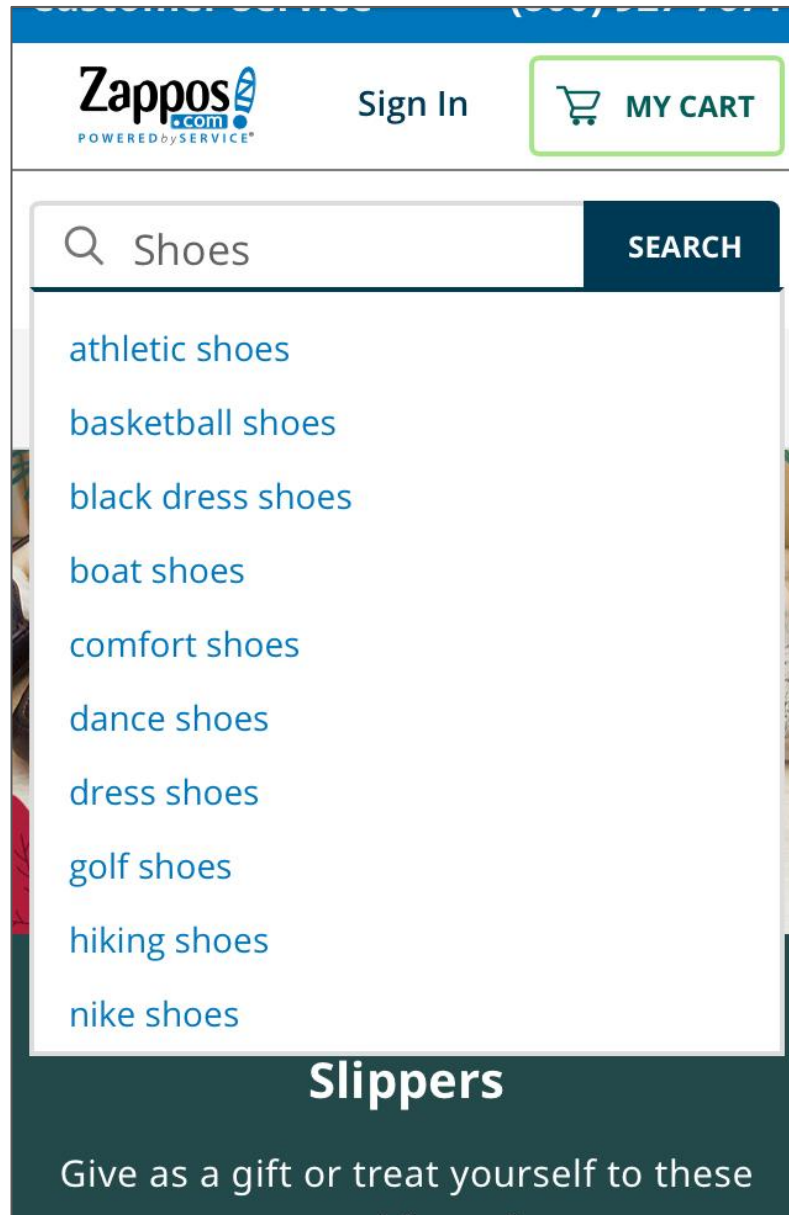 Customer Service
Zappos
.com
POWERED by SERVICE®
Sign In
MY CART
Shoes
SEARCH
athletic shoes
basketball shoes
black dress shoes
boat shoes
comfort shoes
dance shoes
dress shoes
golf shoes
hiking shoes
nike shoes
Slippers
Give as a gift or treat yourself to these